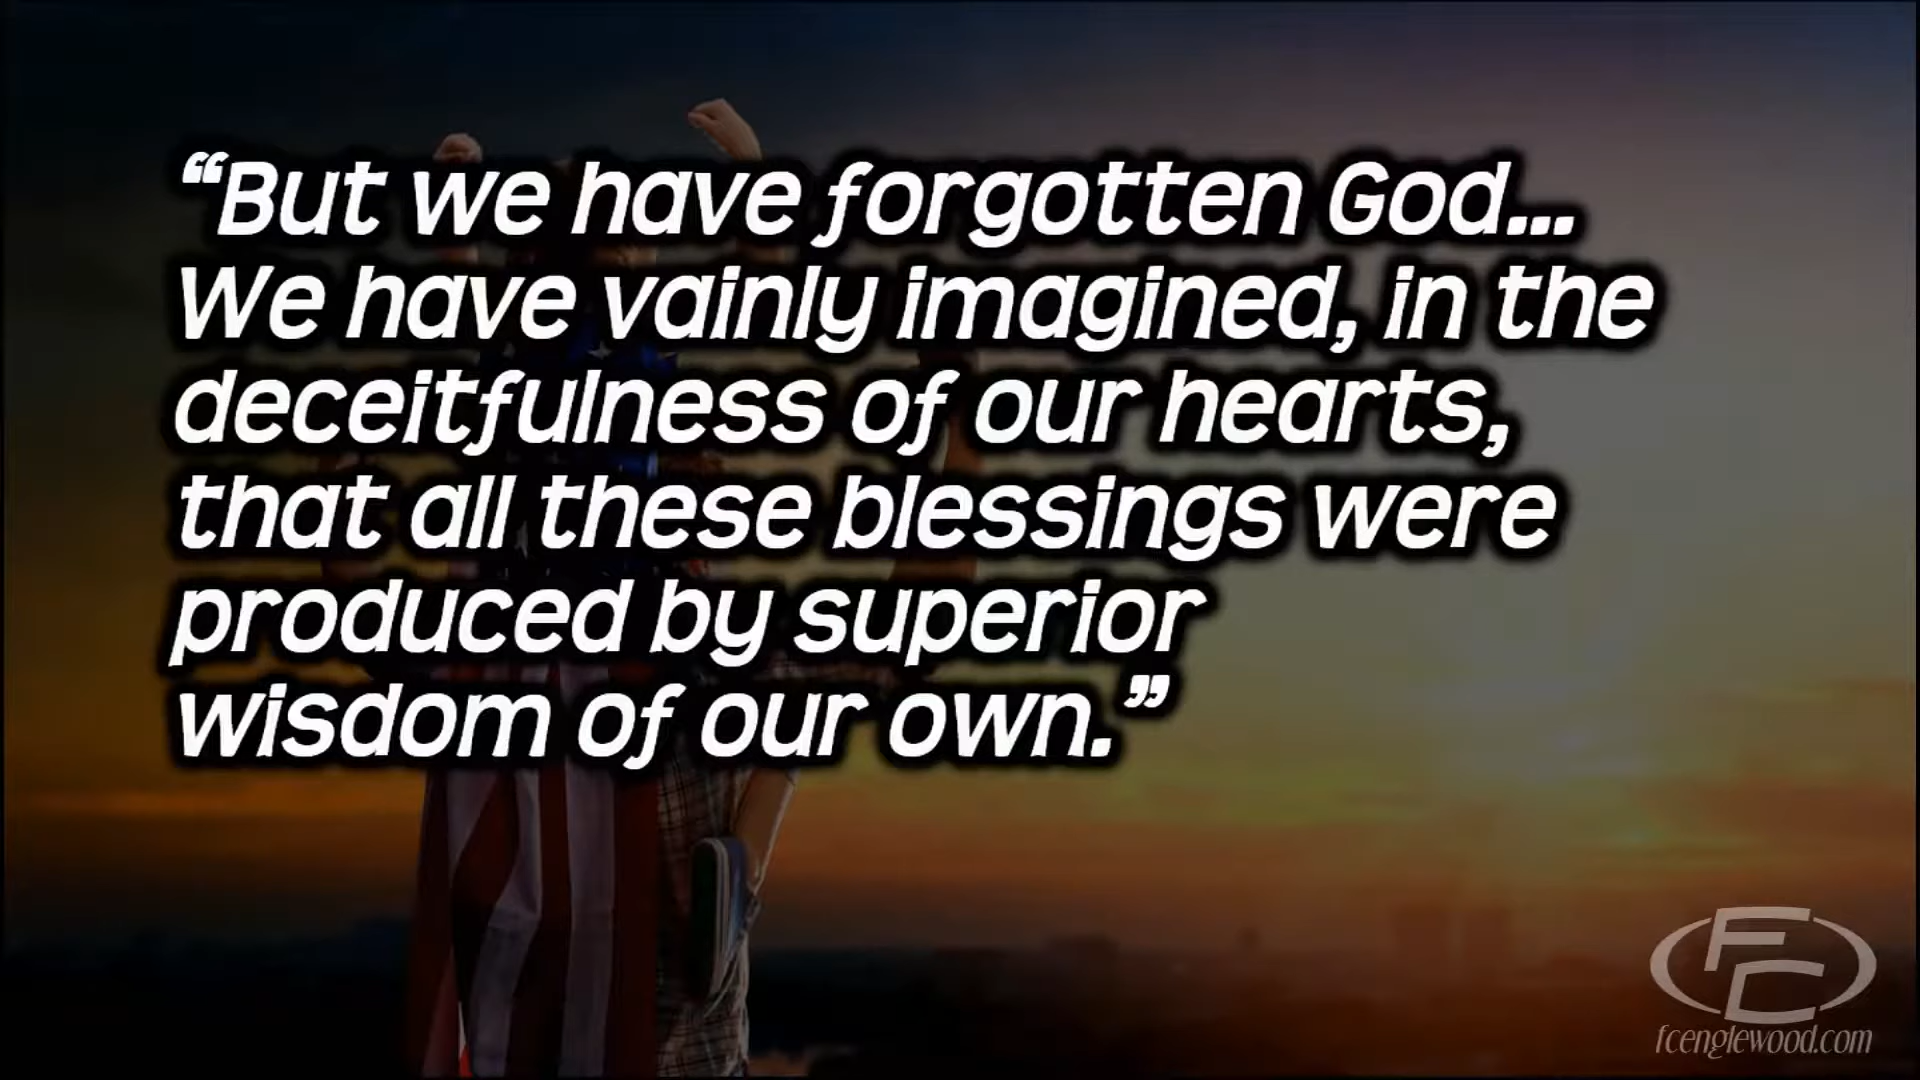 “But we have forgotten God...
We have vainly imagined, in the
deceitfulness of our hearts,
that all these blessings were
produced by superior
wisdom of our own.”
FC
fcenglewood.com